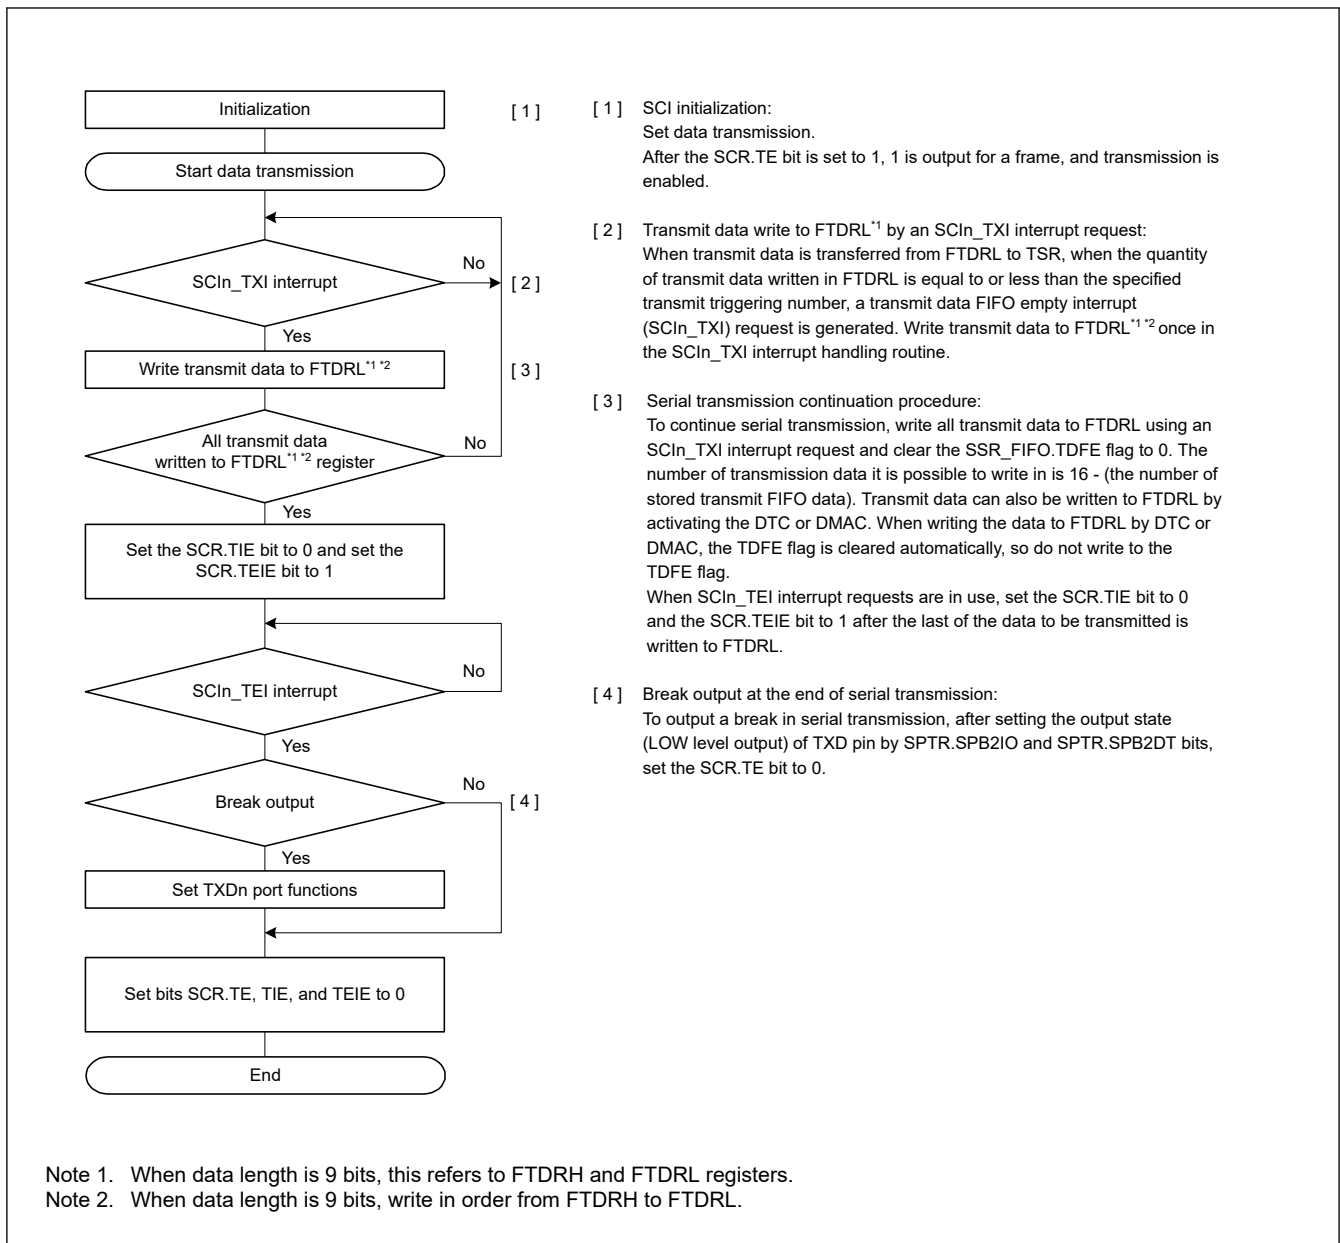 Initialization
[ 1 ]
Start data transmission
SCIn_TXI interrupt
No
[ 2 ]
Yes
Write transmit data to FTDRL*1 *2
[ 3 ]
All transmit data
written to FTDRL*1 *2 register
No
Yes
Set the SCR.TIE bit to 0 and set the
SCR.TEIE bit to 1
SCIn_TEI interrupt
No
Yes
Break output
No
[ 4 ]
Yes
Set TXDn port functions
Set bits SCR.TE, TIE, and TEIE to 0
End
[ 1 ] SCI initialization:
Set data transmission.
After the SCR.TE bit is set to 1, 1 is output for a frame, and transmission is
enabled.
[ 2 ] Transmit data write to FTDRL*1 by an SCIn_TXI interrupt request:
When transmit data is transferred from FTDRL to TSR, when the quantity
of transmit data written in FTDRL is equal to or less than the specified
transmit triggering number, a transmit data FIFO empty interrupt
(SCIn_TXI) request is generated. Write transmit data to FTDRL*1 *2 once in
the SCIn_TXI interrupt handling routine.
[ 3 ] Serial transmission continuation procedure:
To continue serial transmission, write all transmit data to FTDRL using an
SCIn_TXI interrupt request and clear the SSR_FIFO.TDFE flag to 0. The
number of transmission data it is possible to write in is 16 - (the number of
stored transmit FIFO data). Transmit data can also be written to FTDRL by
activating the DTC or DMAC. When writing the data to FTDRL by DTC or
DMAC, the TDFE flag is cleared automatically, so do not write to the
TDFE flag.
When SCIn_TEI interrupt requests are in use, set the SCR.TIE bit to 0
and the SCR.TEIE bit to 1 after the last of the data to be transmitted is
written to FTDRL.
[ 4 ] Break output at the end of serial transmission:
To output a break in serial transmission, after setting the output state
(LOW level output) of TXD pin by SPTR.SPB2IO and SPTR.SPB2DT bits,
set the SCR.TE bit to 0.
Note 1. When data length is 9 bits, this refers to FTDRH and FTDRL registers.
Note 2. When data length is 9 bits, write in order from FTDRH to FTDRL.